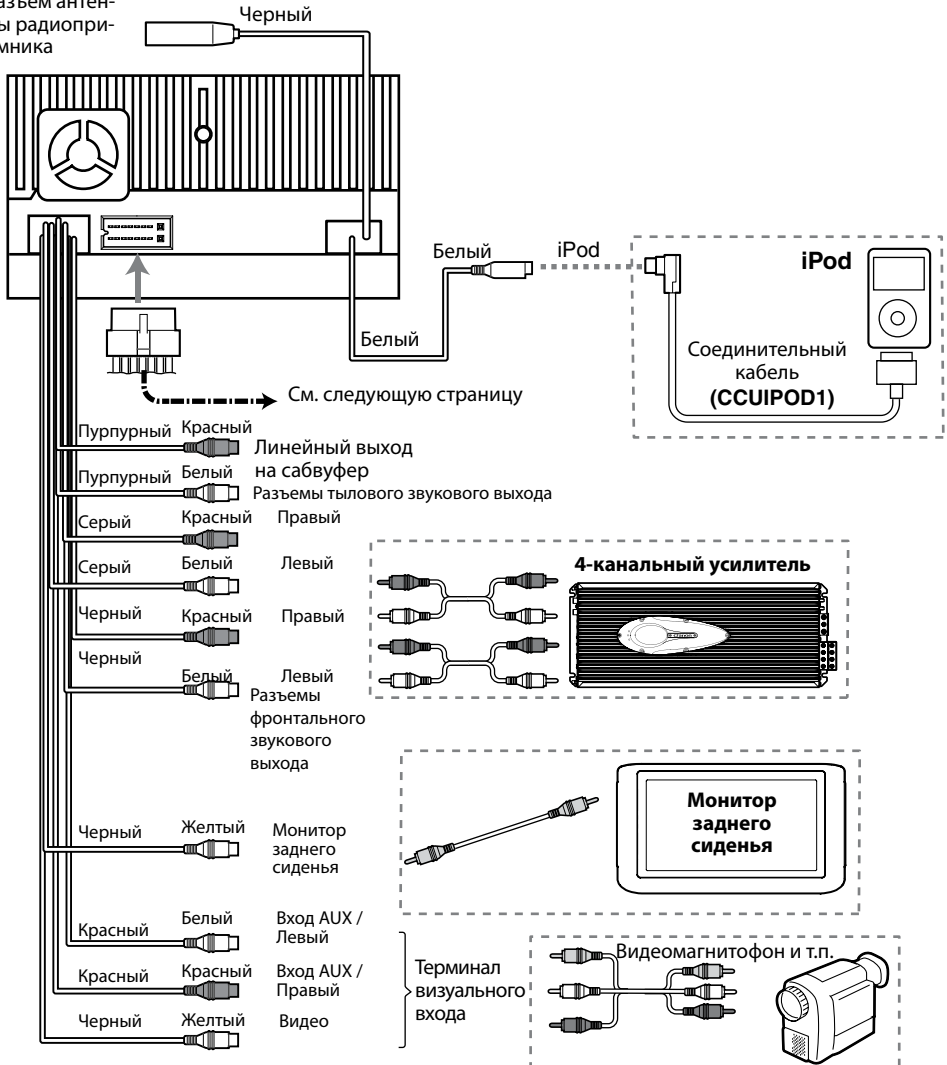 азъем антен-
ы радиопри-
мника
Черный
Белый
iPod
iPod
Белый
Соединительный
кабель
(CCUIPOD1)
См. следующую страницу
Пурпурный Красный
Линейный выход
на сабвуфер
Пурпурный Белый
Разъемы тылового звукового выхода
Серый Красный Правый
Серый Белый Левый
4-канальный усилитель
Черный Красный Правый
Черный
Белый Левый
Разъемы
фронтального
звукового
выхода
Черный Желтый Монитор
заднего
сиденья
Монитор
заднего
сиденья
Красный Белый Вход AUX /
Левый
Красный Красный Вход AUX /
Правый
Черный Желтый Видео
Терминал
визуального
входа
Видеомагнитофон и т.п.